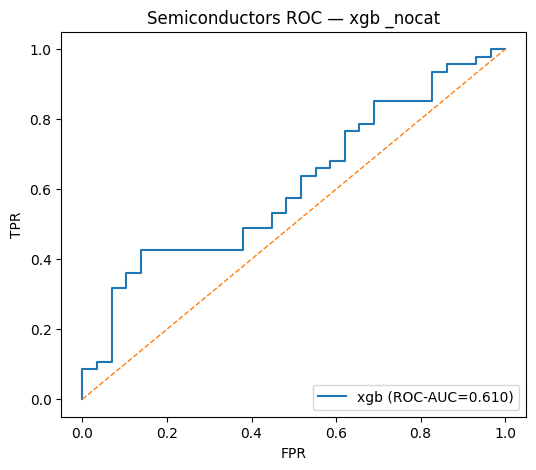 Semiconductors ROC — xgb _nocat
1.0
0.8
0.6
0.4
0.2
0.0
TPR
xgb (ROC-AUC=0.610)
0.0 0.2 0.4 0.6 0.8 1.0
FPR